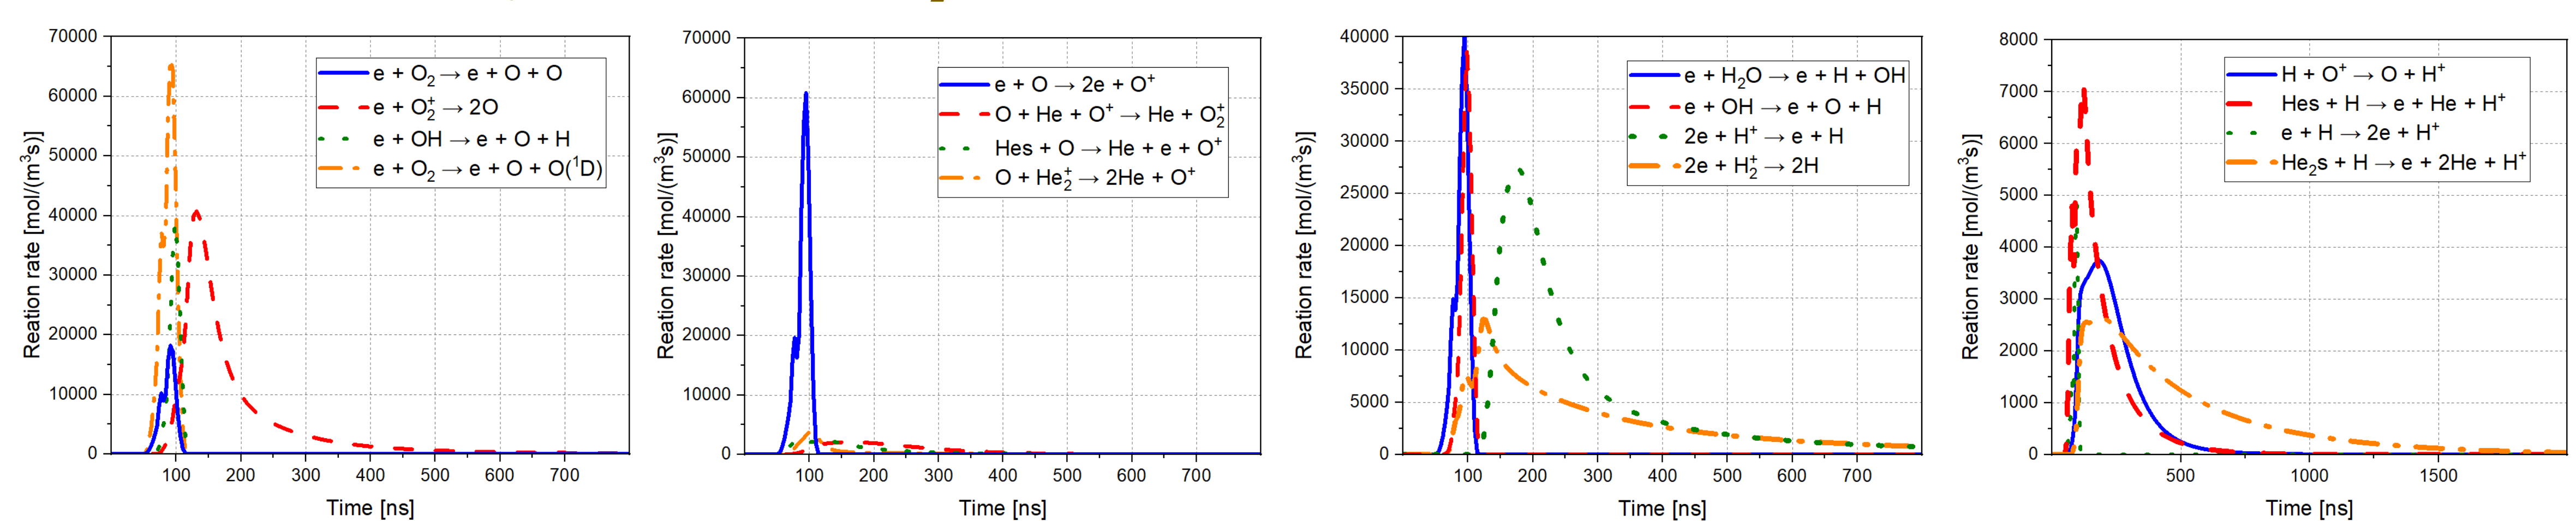 70000
60000
50000
40000
30000
20000
10000
0
Reation rate [mol/(m³s)]
e + O₂ → e + O + O
e + O₂⁺ → 2O
e + OH → e + O + H
e + O₂ → e + O + O(¹D)
100 200 300 400 500 600 700
Time [ns]
70000
60000
50000
40000
30000
20000
10000
0
Reation rate [mol/(m³s)]
e + O → 2e + O⁺
O + He + O⁺ → He + O₂⁺
Hes + O → He + e + O⁺
O + He₂⁺ → 2He + O⁺
100 200 300 400 500 600 700
Time [ns]
40000
35000
30000
25000
20000
15000
10000
5000
0
Reation rate [mol/(m³s)]
e + H₂O → e + H + OH
e + OH → e + O + H
2e + H⁺ → e + H
2e + H₂⁺ → 2H
100 200 300 400 500 600 700
Time [ns]
8000
7000
6000
5000
4000
3000
2000
1000
0
Reation rate [mol/(m³s)]
H + O⁺ → O + H⁺
Hes + H → e + He + H⁺
e + H → 2e + H⁺
He₂s + H → e + 2He + H⁺
500 1000 1500
Time [ns]